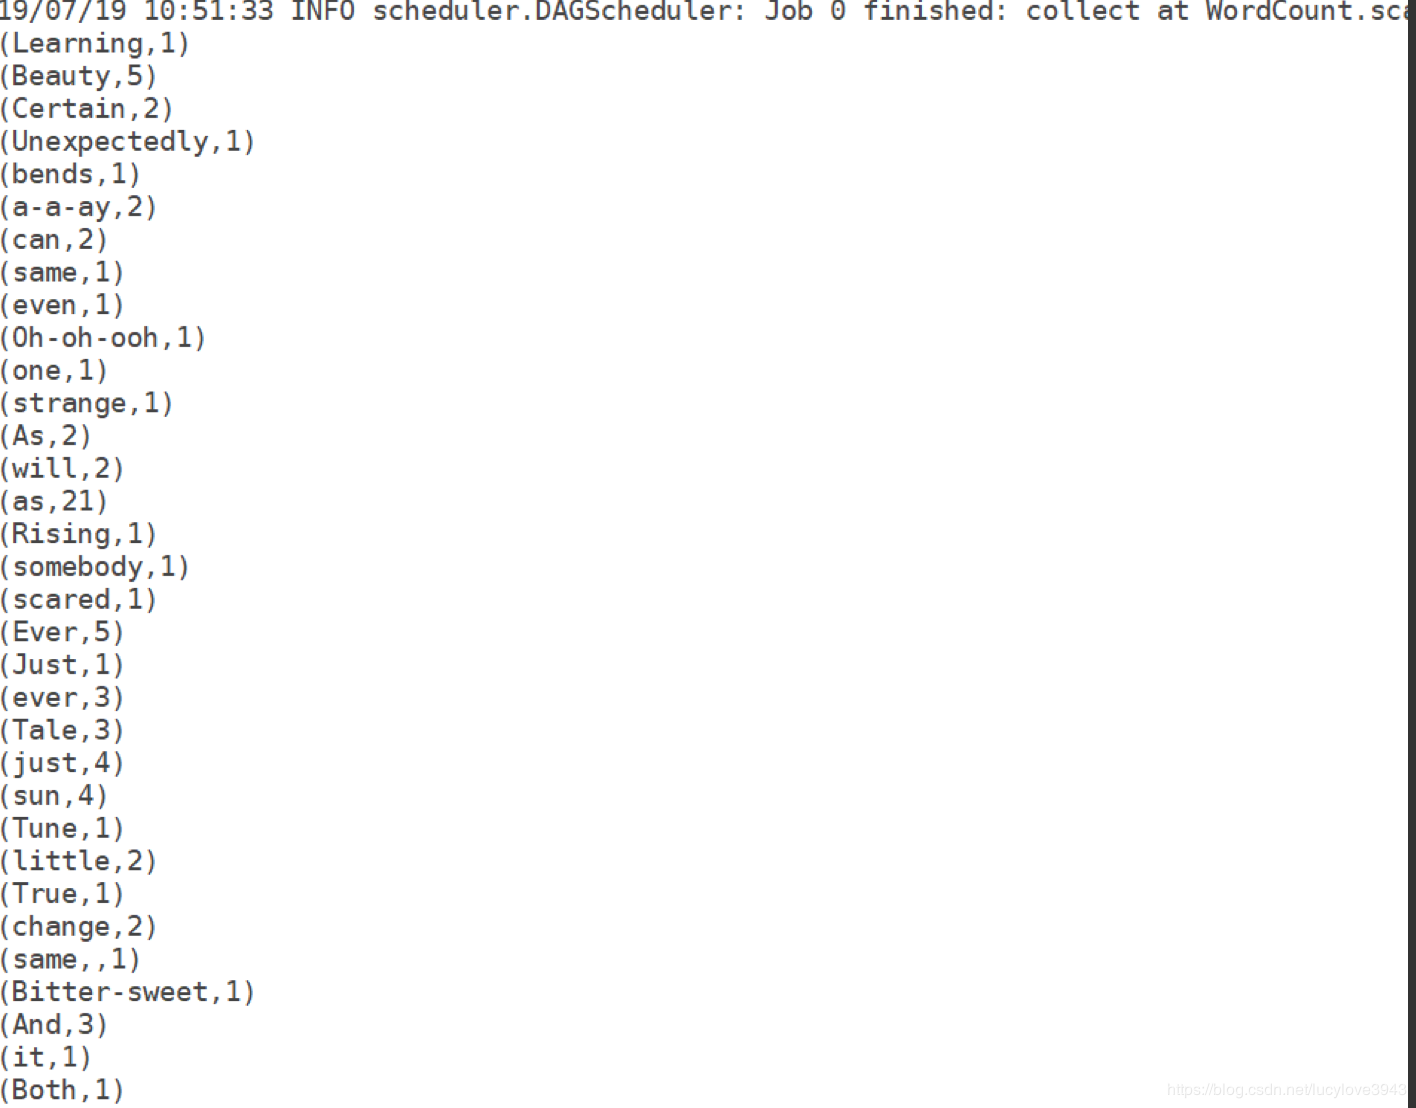 19/07/19 10:51:33 INFO scheduler.DAGScheduler: Job 0 finished: collect at WordCount.sca
(Learning,1)
(Beauty,5)
(Certain,2)
(Unexpectedly,1)
(bends,1)
(a-a-ay,2)
(can,2)
(same,1)
(even,1)
(Oh-oh-ooh,1)
(one,1)
(strange,1)
(As,2)
(will,2)
(as,21)
(Rising,1)
(somebody,1)
(scared,1)
(Ever,5)
(Just,1)
(ever,3)
(Tale,3)
(just,4)
(sun,4)
(Tune,1)
(little,2)
(True,1)
(change,2)
(same,,1)
(Bitter-sweet,1)
(And,3)
(it,1)
(Both,1)
https://blog.csdn.net/lucylove3943